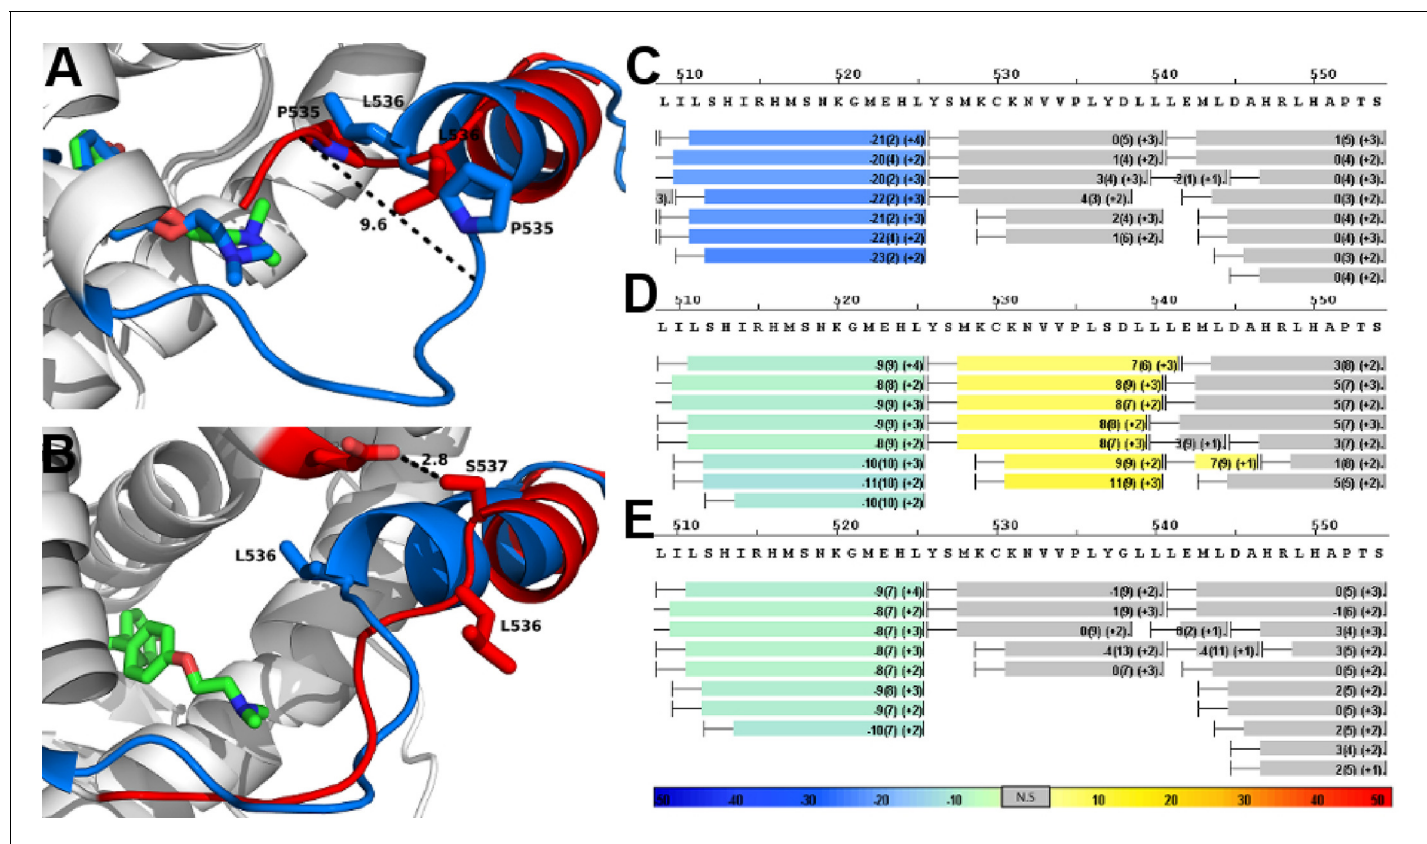 A
P535
L536
L536
9.6
P535
B
2.8
S537
L536
L536
C
510 520 530 540 550
L I L S H I R H M S N K G M E H L Y S M K C K N V V P L Y D L L L E M L D A H R L H A P T S
-21(2) (+4) 0(5) (+3) 1(5) (+3)
-20(4) (+2) 1(4) (+2) 0(4) (+2)
-20(2) (+3) 3(4) (+3) -2(1) (+1) 0(4) (+3)
3) -22(2) (+3) 4(3) (+2) 0(3) (+2)
-21(2) (+3) 2(4) (+3) 0(4) (+2)
-22(4) (+2) 1(6) (+2) 0(4) (+3)
-23(2) (+2) 0(3) (+2)
0(4) (+2)
D
510 520 530 540 550
L I L S H I R H M S N K G M E H L Y S M K C K N V V P L S D L L L E M L D A H R L H A P T S
-9(9) (+4) 7(6) (+3) 3(8) (+2)
-8(8) (+2) 8(9) (+3) 5(7) (+3)
-9(9) (+3) 8(7) (+2) 5(7) (+2)
-9(9) (+3) 8(8) (+2) 5(7) (+3)
-8(9) (+2) 8(7) (+3) 3(9) (+1) 3(7) (+2)
-10(10) (+3) 9(9) (+2) 7(9) (+1) 1(8) (+2)
-11(10) (+2) 11(9) (+3) 5(5) (+2)
-10(10) (+2)
E
510 520 530 540 550
L I L S H I R H M S N K G M E H L Y S M K C K N V V P L Y G L L L E M L D A H R L H A P T S
-9(7) (+4) -1(9) (+2) 0(5) (+3)
-8(7) (+2) 1(9) (+3) -1(6) (+2)
-8(7) (+3) 0(9) (+2) (+1) 3(4) (+3)
-8(7) (+3) -4(13) (+2) -4(11) (+1) 3(5) (+2)
-8(7) (+2) 0(7) (+3) 0(5) (+2)
-9(8) (+3) 2(5) (+2)
-9(7) (+2) 0(5) (+3)
-10(7) (+2) 2(5) (+2)
3(4) (+2)
2(5) (+1)
50 -40 -30 -20 -10 N.S 10 20 30 40 50